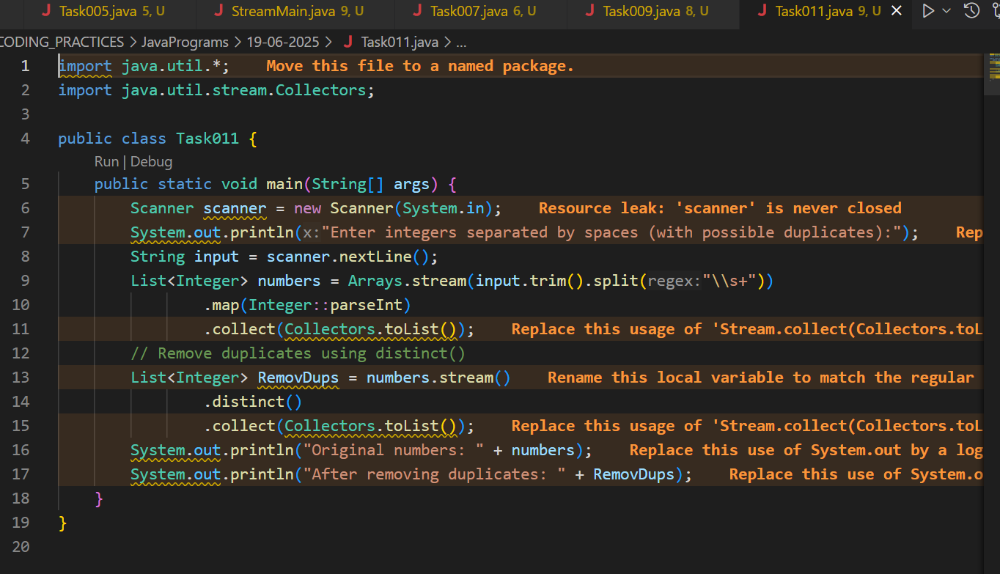 Task005.java 5, U StreamMain.java 9, U Task007.java 6, U Task009.java 8, U Task011.java 9, U
CODING_PRACTICES > JavaPrograms > 19-06-2025 > Task011.java > ...
1 import java.util.*; Move this file to a named package.
2 import java.util.stream.Collectors;
3
4 public class Task011 {
Run | Debug
5 public static void main(String[] args) {
6 Scanner scanner = new Scanner(System.in); Resource leak: 'scanner' is never closed
7 System.out.println(x:"Enter integers separated by spaces (with possible duplicates):"); Rep
8 String input = scanner.nextLine();
9 List<Integer> numbers = Arrays.stream(input.trim().split(regex:"\\s+"))
10 .map(Integer::parseInt)
11 .collect(Collectors.toList()); Replace this usage of 'Stream.collect(Collectors.toL
12 // Remove duplicates using distinct()
13 List<Integer> RemovDups = numbers.stream() Rename this local variable to match the regular
14 .distinct()
15 .collect(Collectors.toList()); Replace this usage of 'Stream.collect(Collectors.toL
16 System.out.println("Original numbers: " + numbers); Replace this use of System.out by a log
17 System.out.println("After removing duplicates: " + RemovDups); Replace this use of System.o
18 }
19 }
20